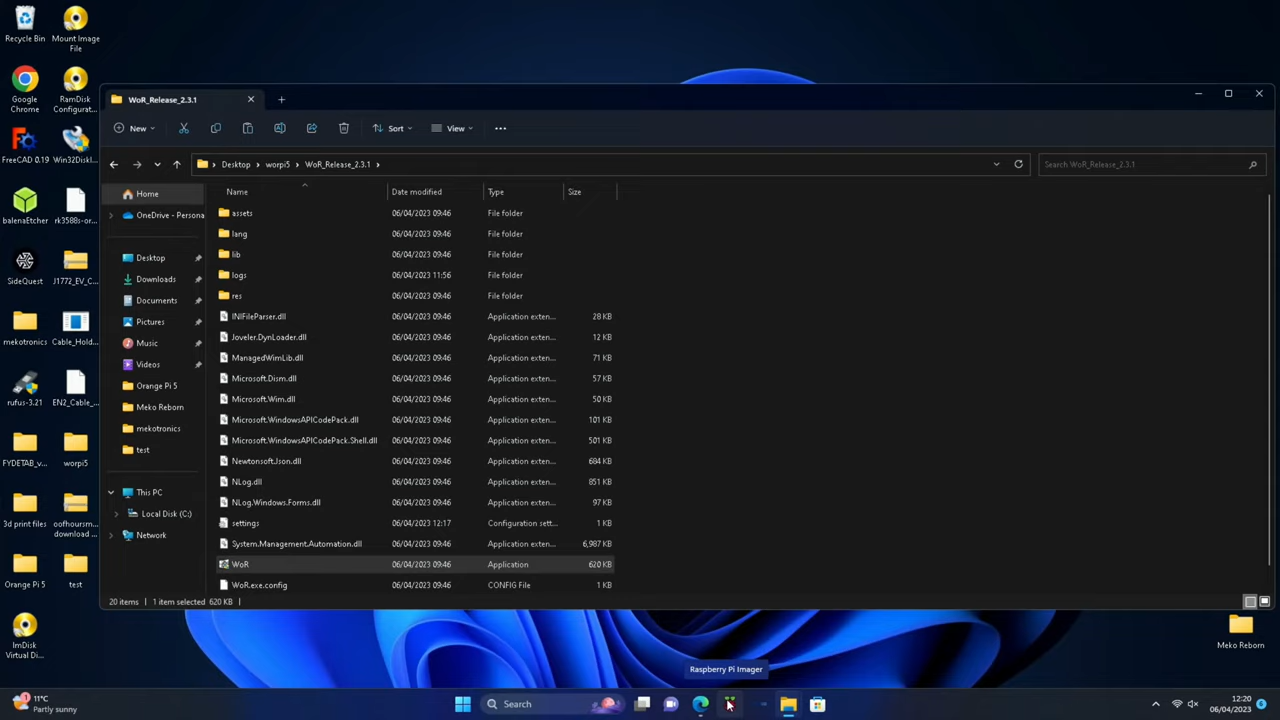 Recycle Bin
Mount Image File
Google Chrome
RamDisk Configurat...
FreeCAD 0.19
Win32DiskI...
balenaEtcher
rk3588s-or...
SideQuest
J1772_EV_C...
mekotronics
Cable_Hold...
rufus-3.21
EN2_Cable_...
FYDETAB_v...
worpi5
3d print files
oofhoursm... download ...
Orange Pi 5
test
ImDisk Virtual Di...
Meko Reborn
WoR_Release_2.3.1
New
Sort
View
Desktop > worpi5 > WoR_Release_2.3.1 >
Search WoR_Release_2.3.1
Home
OneDrive - Persona
Desktop
Downloads
Documents
Pictures
Music
Videos
Orange Pi 5
Meko Reborn
mekotronics
test
This PC
Local Disk (C:)
Network
Name Date modified Type Size
assets 06/04/2023 09:46 File folder
lang 06/04/2023 09:46 File folder
lib 06/04/2023 09:46 File folder
logs 06/04/2023 11:56 File folder
res 06/04/2023 09:46 File folder
INIFileParser.dll 06/04/2023 09:46 Application exten... 28 KB
Joveler.DynLoader.dll 06/04/2023 09:46 Application exten... 12 KB
ManagedWimLib.dll 06/04/2023 09:46 Application exten... 71 KB
Microsoft.Dism.dll 06/04/2023 09:46 Application exten... 57 KB
Microsoft.Wim.dll 06/04/2023 09:46 Application exten... 50 KB
Microsoft.WindowsAPICodePack.dll 06/04/2023 09:46 Application exten... 101 KB
Microsoft.WindowsAPICodePack.Shell.dll 06/04/2023 09:46 Application exten... 501 KB
Newtonsoft.Json.dll 06/04/2023 09:46 Application exten... 684 KB
NLog.dll 06/04/2023 09:46 Application exten... 851 KB
NLog.Windows.Forms.dll 06/04/2023 09:46 Application exten... 97 KB
settings 06/04/2023 12:17 Configuration sett... 1 KB
System.Management.Automation.dll 06/04/2023 09:46 Application exten... 6,987 KB
WoR 06/04/2023 09:46 Application 620 KB
WoR.exe.config 06/04/2023 09:46 CONFIG File 1 KB
20 items 1 item selected 620 KB
Raspberry Pi Imager
1
11°C
Partly sunny
Search
12:20
06/04/2023